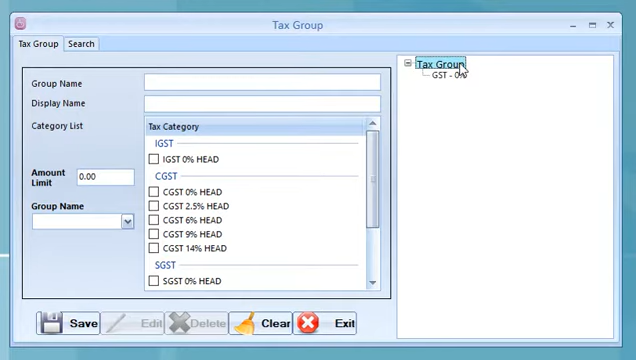 Tax Group
Tax Group Search
Group Name
Display Name
Category List
Tax Category
IGST
IGST 0% HEAD
CGST
CGST 0% HEAD
CGST 2.5% HEAD
CGST 6% HEAD
CGST 9% HEAD
CGST 14% HEAD
SGST
SGST 0% HEAD
Amount Limit
0.00
Group Name
Save Edit Delete Clear Exit
Tax Group
GST - 0%